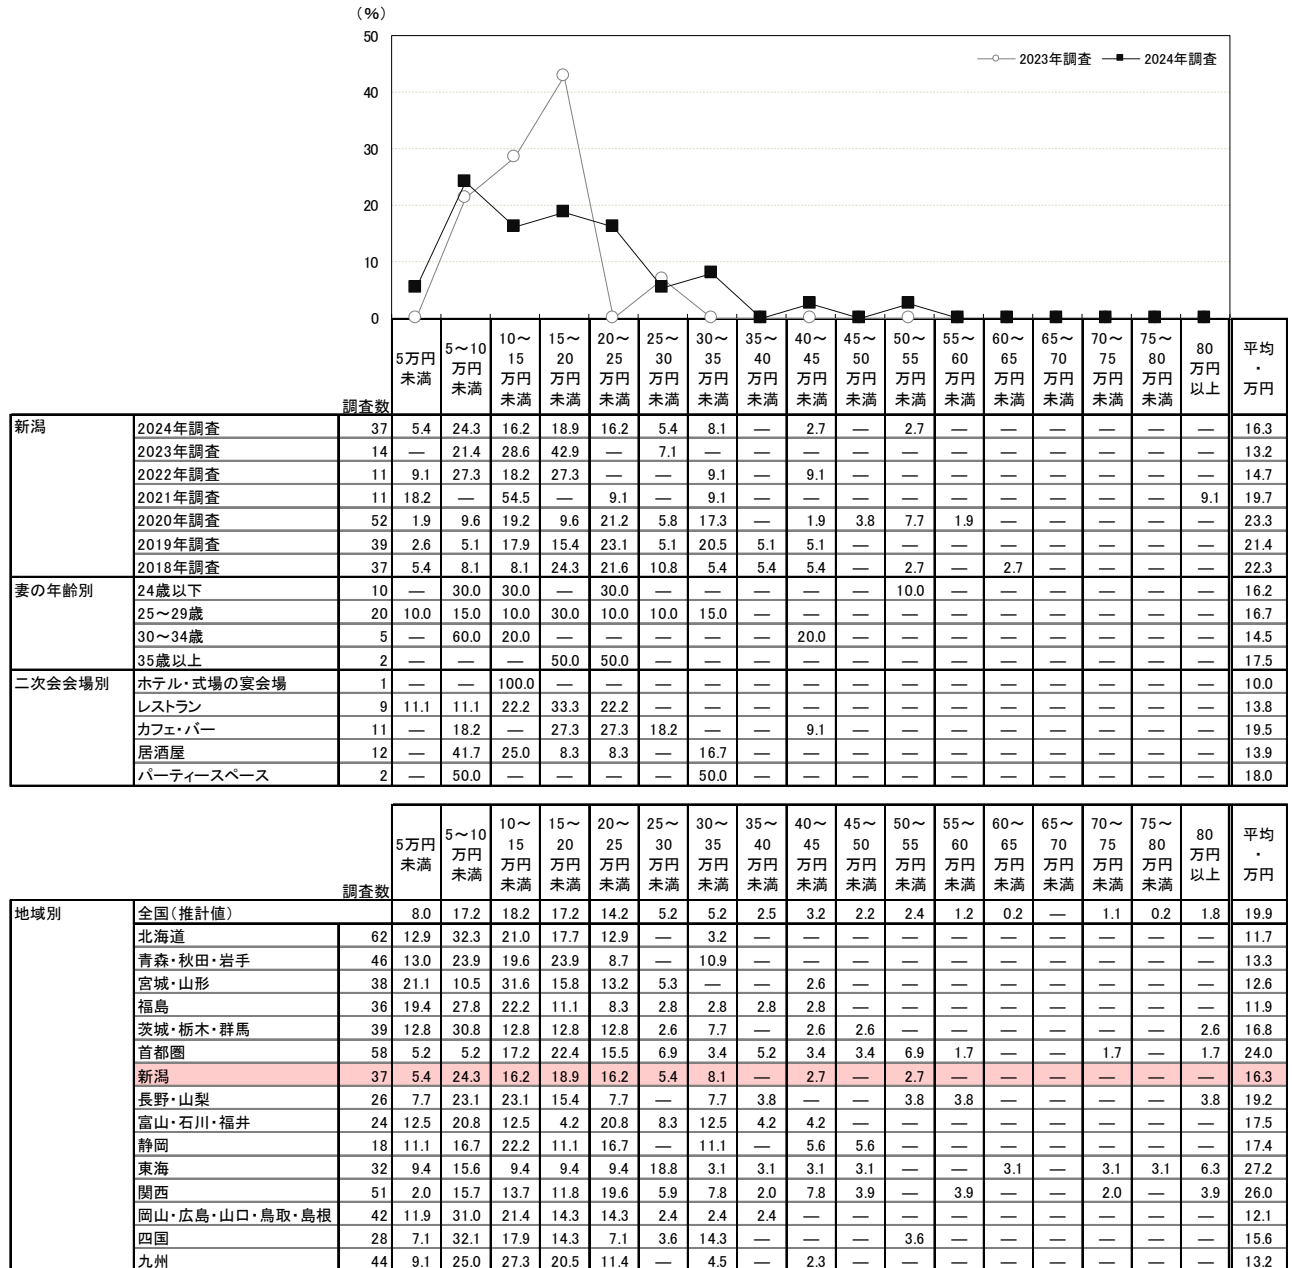 (%)
50
2023年調査 2024年調査
40
30
20
10
0
調査数 5万円未満 5～10万円未満 10～15万円未満 15～20万円未満 20～25万円未満 25～30万円未満 30～35万円未満 35～40万円未満 40～45万円未満 45～50万円未満 50～55万円未満 55～60万円未満 60～65万円未満 65～70万円未満 70～75万円未満 75～80万円未満 80万円以上 平均・万円
新潟 2024年調査 37 5.4 24.3 16.2 18.9 16.2 5.4 8.1 — 2.7 — 2.7 — — — — — — 16.3
2023年調査 14 — 21.4 28.6 42.9 — 7.1 — — — — — — — — — — — 13.2
2022年調査 11 9.1 27.3 18.2 27.3 — — 9.1 — 9.1 — — — — — — — — 14.7
2021年調査 11 18.2 — 54.5 — 9.1 — 9.1 — — — — — — — — — 9.1 19.7
2020年調査 52 1.9 9.6 19.2 9.6 21.2 5.8 17.3 — 1.9 3.8 7.7 1.9 — — — — — 23.3
2019年調査 39 2.6 5.1 17.9 15.4 23.1 5.1 20.5 5.1 5.1 — — — — — — — — 21.4
2018年調査 37 5.4 8.1 8.1 24.3 21.6 10.8 5.4 5.4 5.4 — 2.7 — 2.7 — — — — 22.3
妻の年齢別 24歳以下 10 — 30.0 30.0 — 30.0 — — — — — 10.0 — — — — — — 16.2
25～29歳 20 10.0 15.0 10.0 30.0 10.0 10.0 15.0 — — — — — — — — — — 16.7
30～34歳 5 — 60.0 20.0 — — — — — 20.0 — — — — — — — — 14.5
35歳以上 2 — — — 50.0 50.0 — — — — — — — — — — — — 17.5
二次会会場別 ホテル・式場の宴会場 1 — — 100.0 — — — — — — — — — — — — — — 10.0
レストラン 9 11.1 11.1 22.2 33.3 22.2 — — — — — — — — — — — — 13.8
カフェ・バー 11 — 18.2 — 27.3 27.3 18.2 — — 9.1 — — — — — — — — 19.5
居酒屋 12 — 41.7 25.0 8.3 8.3 — 16.7 — — — — — — — — — — 13.9
パーティースペース 2 — 50.0 — — — — 50.0 — — — — — — — — — — 18.0
調査数 5万円未満 5～10万円未満 10～15万円未満 15～20万円未満 20～25万円未満 25～30万円未満 30～35万円未満 35～40万円未満 40～45万円未満 45～50万円未満 50～55万円未満 55～60万円未満 60～65万円未満 65～70万円未満 70～75万円未満 75～80万円未満 80万円以上 平均・万円
地域別 全国(推計値) 8.0 17.2 18.2 17.2 14.2 5.2 5.2 2.5 3.2 2.2 2.4 1.2 0.2 — 1.1 0.2 1.8 19.9
北海道 62 12.9 32.3 21.0 17.7 12.9 — 3.2 — — — — — — — — — — 11.7
青森・秋田・岩手 46 13.0 23.9 19.6 23.9 8.7 — 10.9 — — — — — — — — — — 13.3
宮城・山形 38 21.1 10.5 31.6 15.8 13.2 5.3 — — 2.6 — — — — — — — — 12.6
福島 36 19.4 27.8 22.2 11.1 8.3 2.8 2.8 2.8 2.8 — — — — — — — — 11.9
茨城・栃木・群馬 39 12.8 30.8 12.8 12.8 12.8 2.6 7.7 — 2.6 2.6 — — — — — — 2.6 16.8
首都圏 58 5.2 5.2 17.2 22.4 15.5 6.9 3.4 5.2 3.4 3.4 6.9 1.7 — — 1.7 — 1.7 24.0
新潟 37 5.4 24.3 16.2 18.9 16.2 5.4 8.1 — 2.7 — 2.7 — — — — — — 16.3
長野・山梨 26 7.7 23.1 23.1 15.4 7.7 — 7.7 3.8 — — 3.8 3.8 — — — — 3.8 19.2
富山・石川・福井 24 12.5 20.8 12.5 4.2 20.8 8.3 12.5 4.2 4.2 — — — — — — — — 17.5
静岡 18 11.1 16.7 22.2 11.1 16.7 — 11.1 — 5.6 5.6 — — — — — — — 17.4
東海 32 9.4 15.6 9.4 9.4 9.4 18.8 3.1 3.1 3.1 3.1 — — 3.1 — 3.1 3.1 6.3 27.2
関西 51 2.0 15.7 13.7 11.8 19.6 5.9 7.8 2.0 7.8 3.9 — 3.9 — — 2.0 — 3.9 26.0
岡山・広島・山口・鳥取・島根 42 11.9 31.0 21.4 14.3 14.3 2.4 2.4 2.4 — — — — — — — — — 12.1
四国 28 7.1 32.1 17.9 14.3 7.1 3.6 14.3 — — — 3.6 — — — — — — 15.6
九州 44 9.1 25.0 27.3 20.5 11.4 — 4.5 — 2.3 — — — — — — — — 13.2